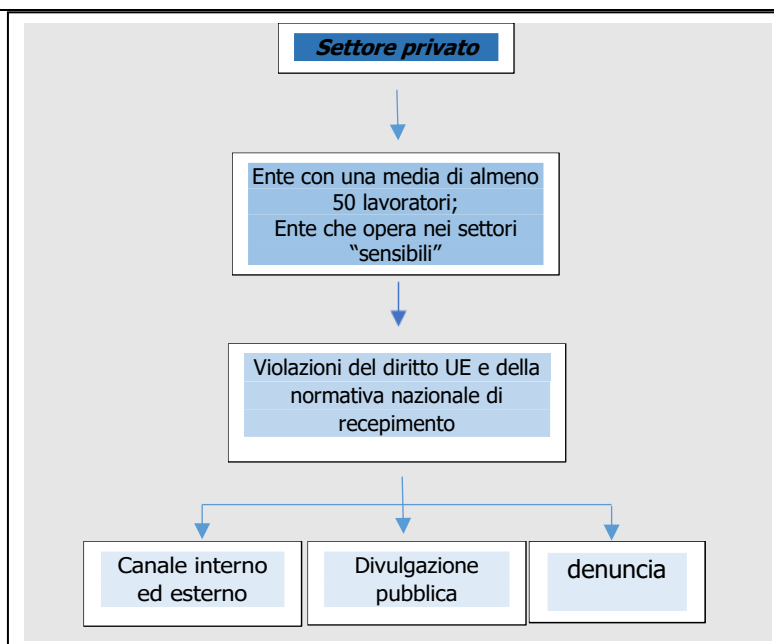 Settore privato
Ente con una media di almeno
50 lavoratori;
Ente che opera nei settori
“sensibili”
Violazioni del diritto UE e della
normativa nazionale di
recepimento
Canale interno
ed esterno
Divulgazione
pubblica
denuncia